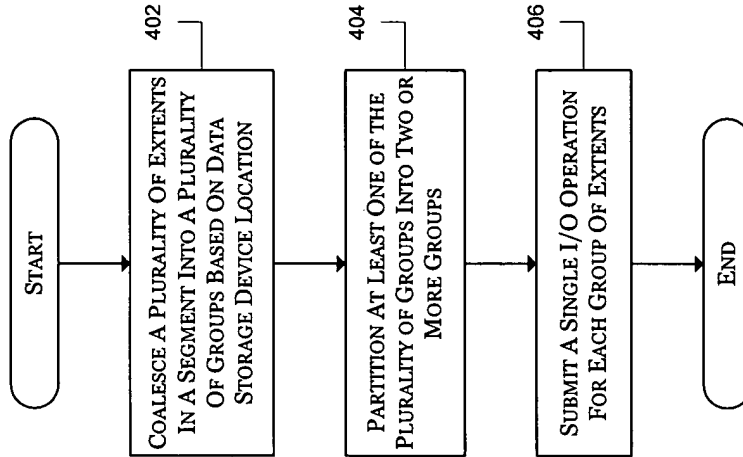 START
COALESCE A PLURALITY OF EXTENTS
IN A SEGMENT INTO A PLURALITY
OF GROUPS BASED ON DATA
STORAGE DEVICE LOCATION
402
PARTITION AT LEAST ONE OF THE
PLURALITY OF GROUPS INTO TWO OR
MORE GROUPS
404
SUBMIT A SINGLE I/O OPERATION
FOR EACH GROUP OF EXTENTS
406
END